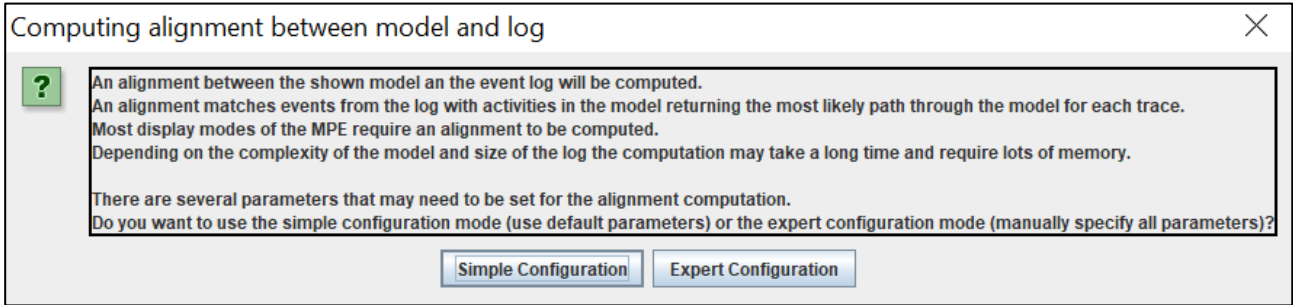 Computing alignment between model and log
An alignment between the shown model an the event log will be computed.
An alignment matches events from the log with activities in the model returning the most likely path through the model for each trace.
Most display modes of the MPE require an alignment to be computed.
Depending on the complexity of the model and size of the log the computation may take a long time and require lots of memory.
There are several parameters that may need to be set for the alignment computation.
Do you want to use the simple configuration mode (use default parameters) or the expert configuration mode (manually specify all parameters)?
Simple Configuration
Expert Configuration